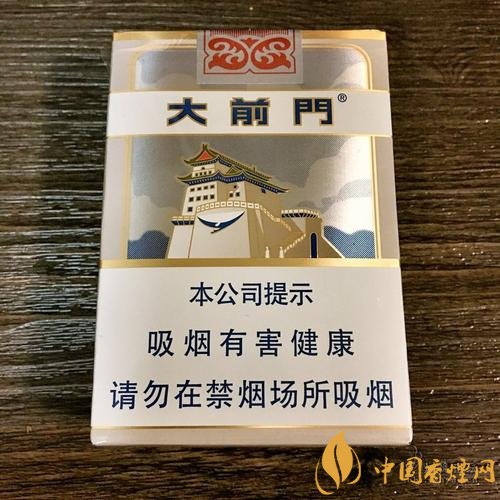 大前門®
本公司提示
吸烟有害健康
请勿在禁烟场所吸烟
中国香烟网